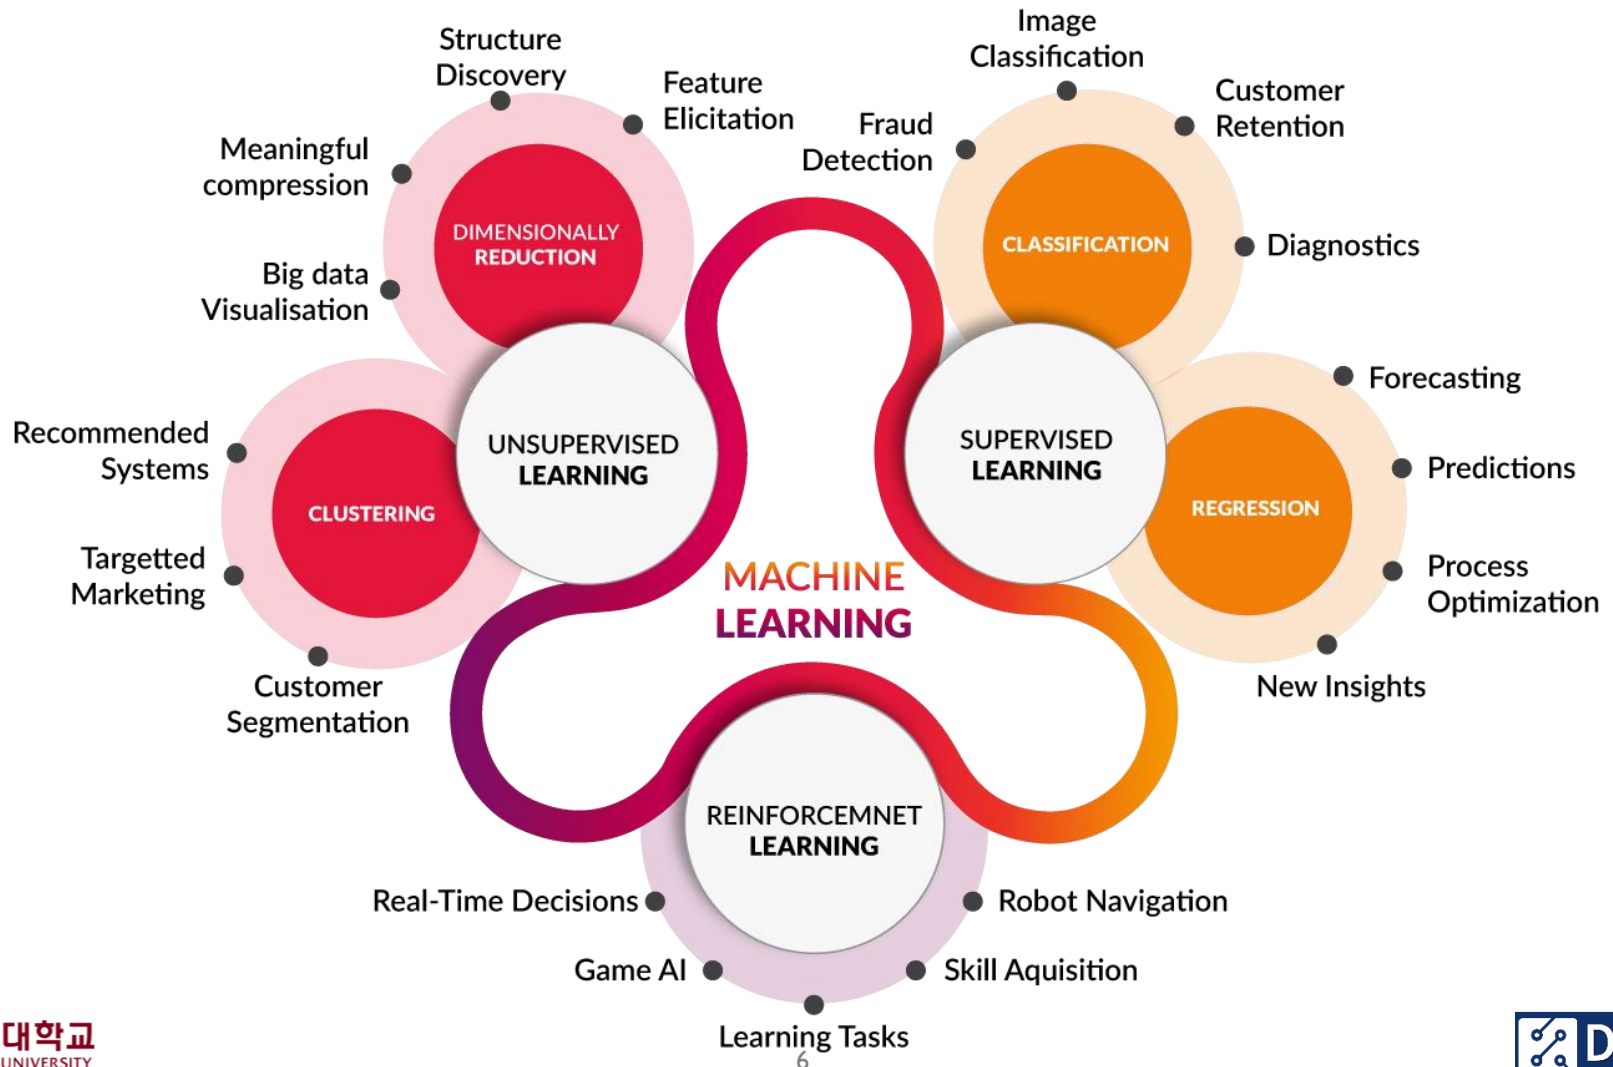 Structure
Discovery
Feature
Elicitation
Meaningful
compression
Big data
Visualisation
DIMENSIONALLY
REDUCTION
Image
Classification
Customer
Retention
Fraud
Detection
CLASSIFICATION
Diagnostics
Recommended
Systems
Targetted
Marketing
Customer
Segmentation
CLUSTERING
UNSUPERVISED
LEARNING
SUPERVISED
LEARNING
Forecasting
Predictions
Process
Optimization
New Insights
REGRESSION
MACHINE
LEARNING
REINFORCEMNET
LEARNING
Real-Time Decisions
Game AI
Learning Tasks
Skill Aquisition
Robot Navigation
대학교
UNIVERSITY
6
D